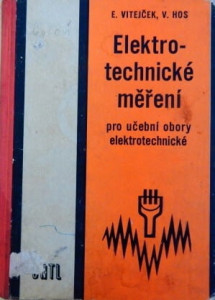 E. VITEJČEK, V. HOS
Elektro-
technické
měření
pro učební obory
elektrotechnické
SNTL